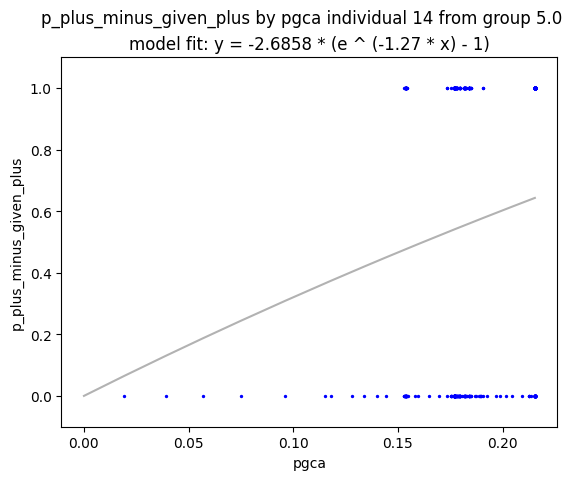 p_plus_minus_given_plus by pgca individual 14 from group 5.0
model fit: y = -2.6858 * (e ^ (-1.27 * x) - 1)
p_plus_minus_given_plus
1.0
0.8
0.6
0.4
0.2
0.0
0.00 0.05 0.10 0.15 0.20
pgca